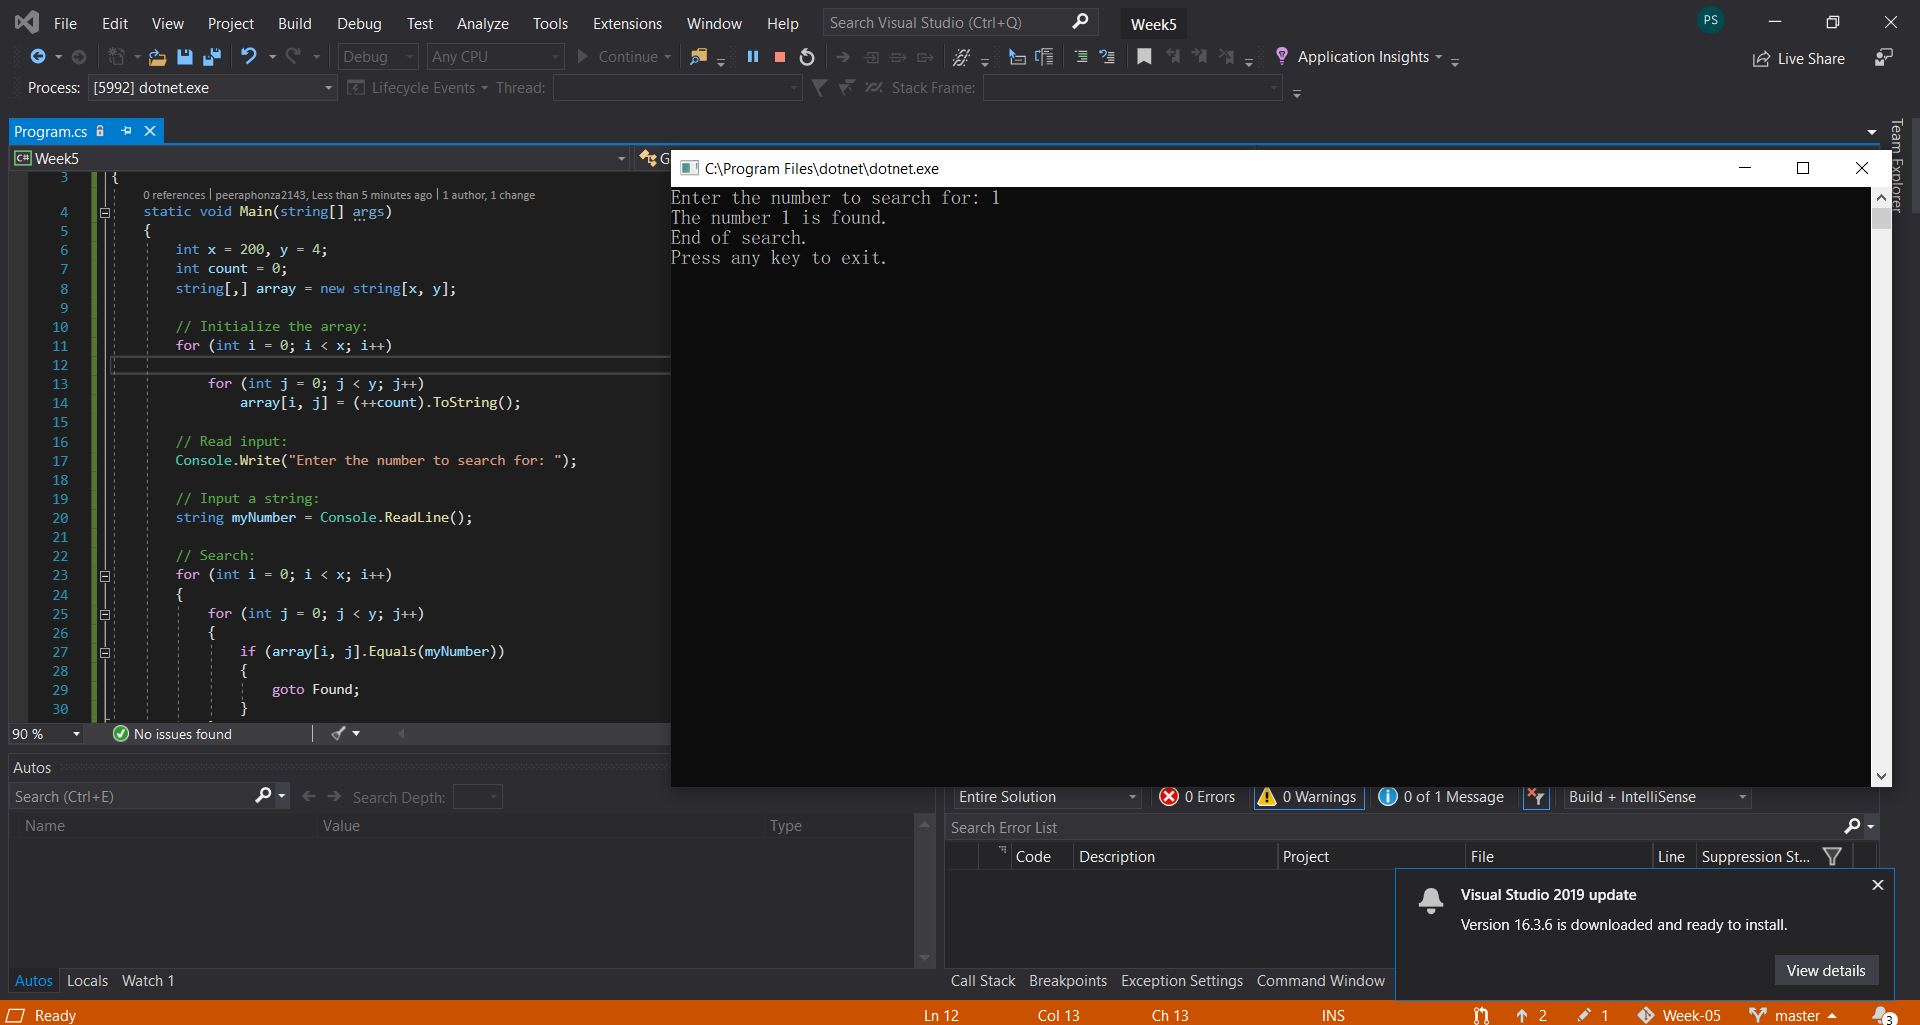 File Edit View Project Build Debug Test Analyze Tools Extensions Window Help Search Visual Studio (Ctrl+Q) Week5 PS
Debug Any CPU Continue Application Insights Live Share
Process: [5992] dotnet.exe Lifecycle Events Thread: Stack Frame:
Program.cs
Team Explorer
C# Week5 G
3 {
0 references | peeraphonza2143, Less than 5 minutes ago | 1 author, 1 change
4 static void Main(string[] args)
5 {
6 int x = 200, y = 4;
7 int count = 0;
8 string[,] array = new string[x, y];
9
10 // Initialize the array:
11 for (int i = 0; i < x; i++)
12
13 for (int j = 0; j < y; j++)
14 array[i, j] = (++count).ToString();
15
16 // Read input:
17 Console.Write("Enter the number to search for: ");
18
19 // Input a string:
20 string myNumber = Console.ReadLine();
21
22 // Search:
23 for (int i = 0; i < x; i++)
24 {
25 for (int j = 0; j < y; j++)
26 {
27 if (array[i, j].Equals(myNumber))
28 {
29 goto Found;
30 }
90 % No issues found
C:\Program Files\dotnet\dotnet.exe
Enter the number to search for: 1
The number 1 is found.
End of search.
Press any key to exit.
Autos
Search (Ctrl+E) Search Depth:
Name Value Type
Autos Locals Watch 1
Entire Solution 0 Errors 0 Warnings 0 of 1 Message Build + IntelliSense
Search Error List
Code Description Project File Line Suppression St...
Visual Studio 2019 update
Version 16.3.6 is downloaded and ready to install.
View details
Call Stack Breakpoints Exception Settings Command Window
Ready Ln 12 Col 13 Ch 13 INS 2 1 Week-05 master 3